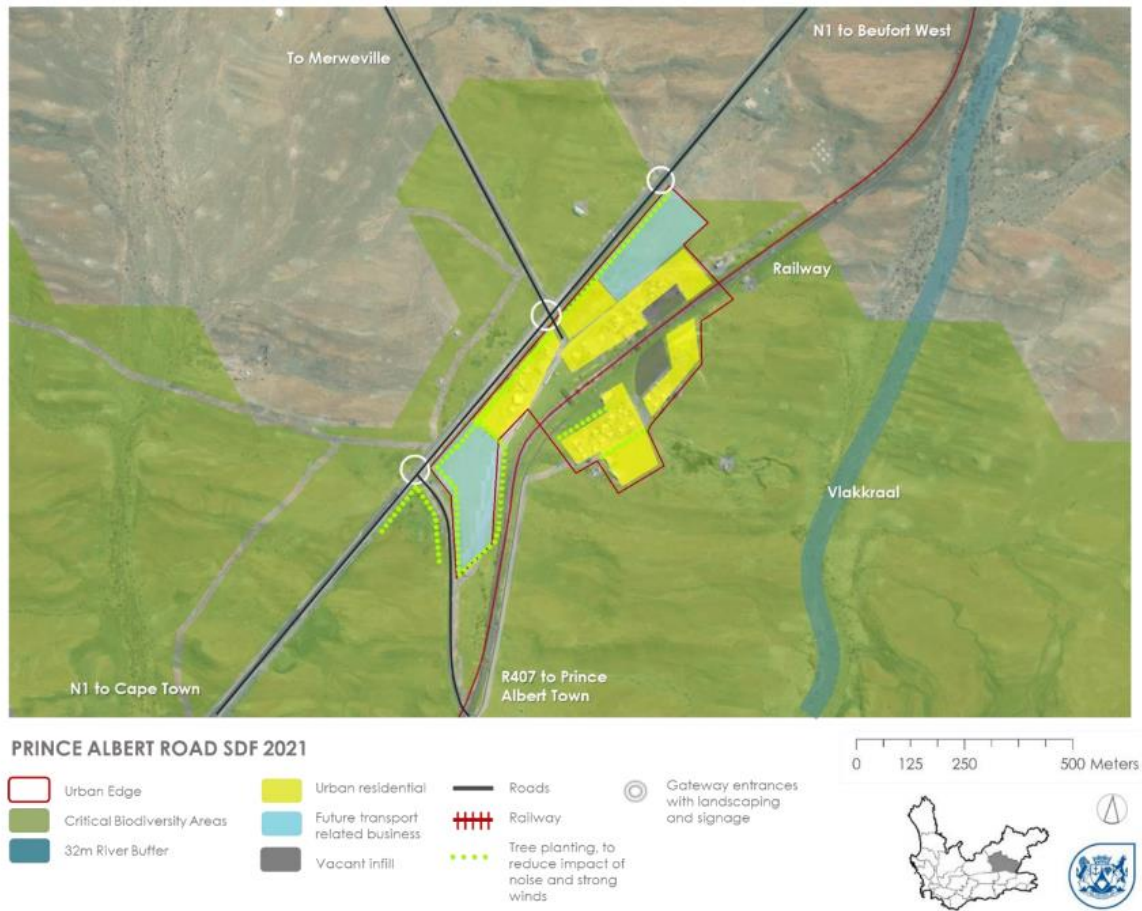 N1 to Beufort West
To Merweville
Railway
Vlakkraal
N1 to Cape Town
R407 to Prince
Albert Town
PRINCE ALBERT ROAD SDF 2021
Urban Edge
Critical Biodiversity Areas
32m River Buffer
Urban residential
Future transport
related business
Vacant infill
Roads
Railway
Tree planting, to
reduce impact of
noise and strong
winds
Gateway entrances
with landscaping
and signage
0 125 250 500 Meters